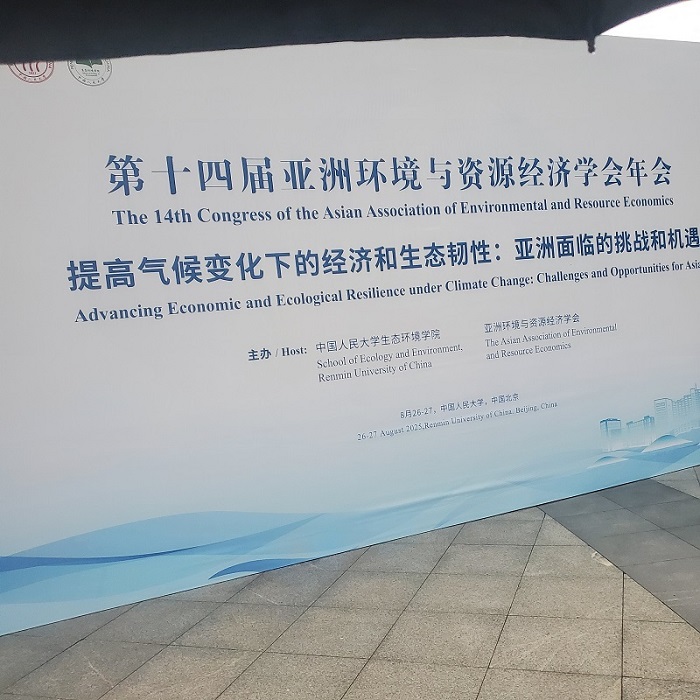 第十四届亚洲环境与资源经济学会年会
The 14th Congress of the Asian Association of Environmental and Resource Economics
提高气候变化下的经济和生态韧性：亚洲面临的挑战和机遇
Advancing Economic and Ecological Resilience under Climate Change: Challenges and Opportunities for Asia
主办 / Host:
中国人民大学生态环境学院
School of Ecology and Environment,
Renmin University of China
亚洲环境与资源经济学会
The Asian Association of Environmental
and Resource Economics
8月26-27，中国人民大学，中国北京
26-27 August 2025,Renmin University of China, Beijing, China